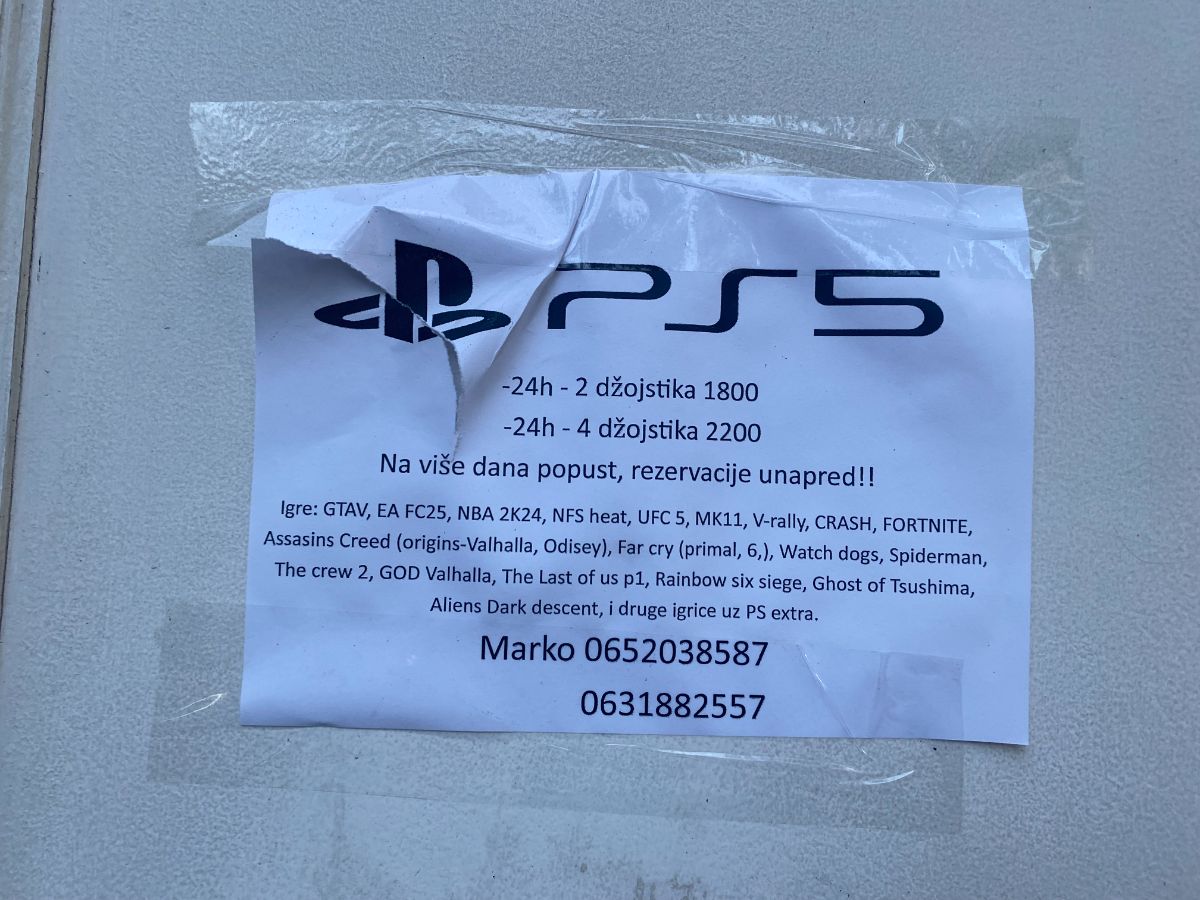 PS5
-24h - 2 džojstika 1800
-24h - 4 džojstika 2200
Na više dana popust, rezervacije unapred!!
Igre: GTAV, EA FC25, NBA 2K24, NFS heat, UFC 5, MK11, V-rally, CRASH, FORTNITE,
Assasins Creed (origins-Valhalla, Odisey), Far cry (primal, 6,), Watch dogs, Spiderman,
The crew 2, GOD Valhalla, The Last of us p1, Rainbow six siege, Ghost of Tsushima,
Aliens Dark descent, i druge igrice uz PS extra.
Marko 0652038587
0631882557